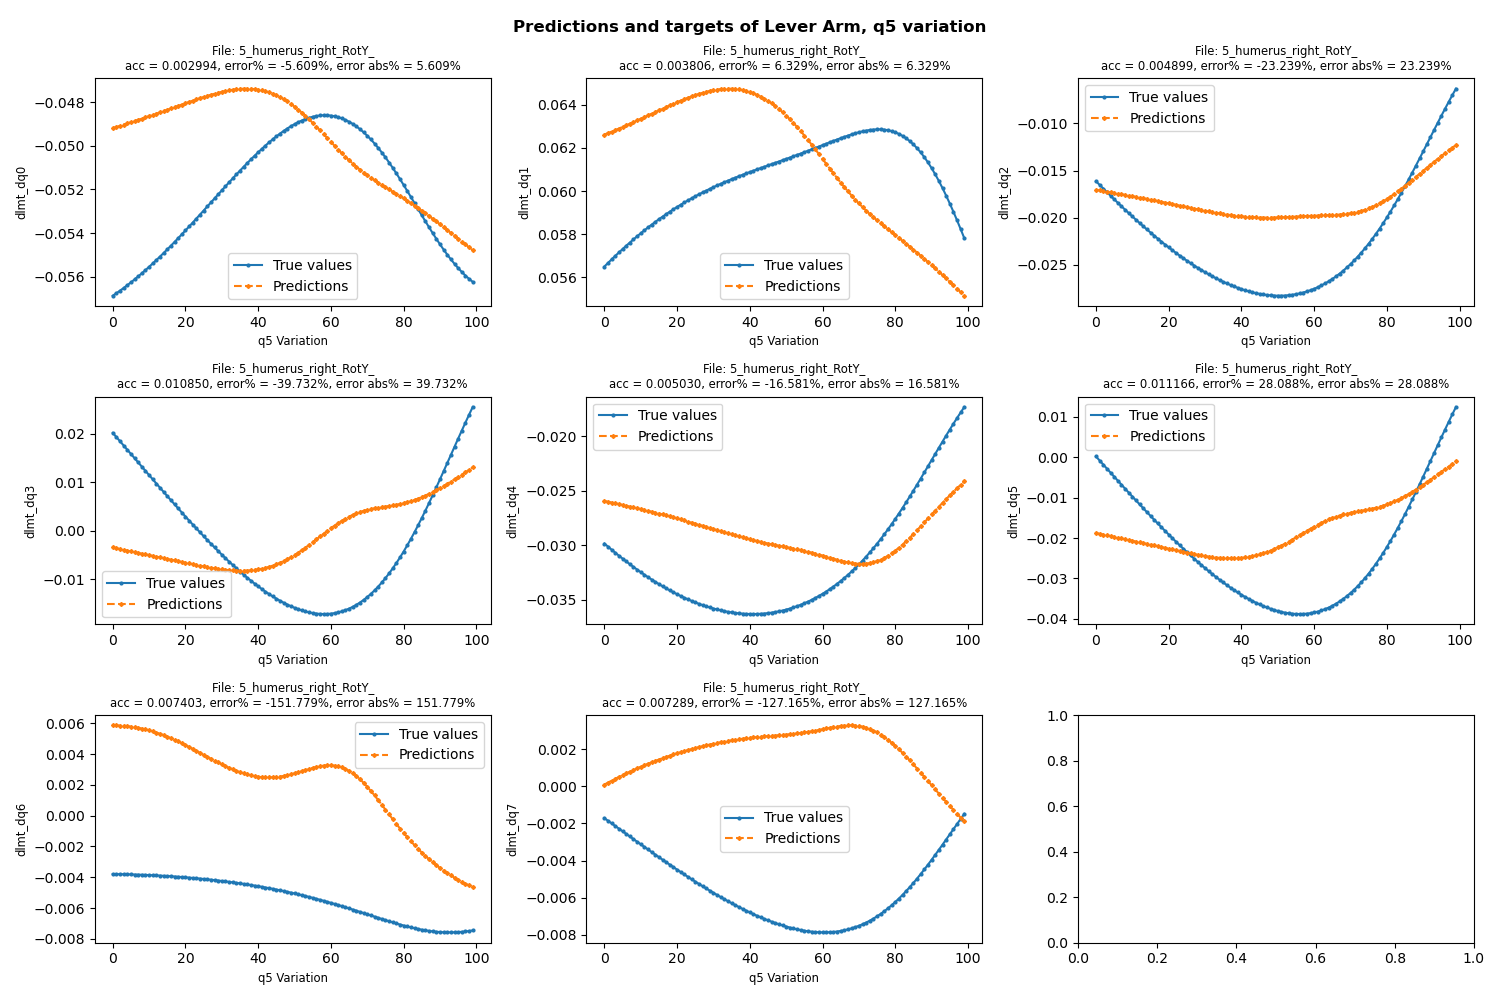 Predictions and targets of Lever Arm, q5 variation
File: 5_humerus_right_RotY_
acc = 0.002994, error% = -5.609%, error abs% = 5.609%
−0.048
−0.050
−0.052
−0.054
−0.056
dlmt_dq0
True values
Predictions
0 20 40 60 80 100
q5 Variation
File: 5_humerus_right_RotY_
acc = 0.003806, error% = 6.329%, error abs% = 6.329%
0.064
0.062
0.060
0.058
0.056
dlmt_dq1
True values
Predictions
0 20 40 60 80 100
q5 Variation
File: 5_humerus_right_RotY_
acc = 0.004899, error% = -23.239%, error abs% = 23.239%
True values
Predictions
−0.010
−0.015
−0.020
−0.025
dlmt_dq2
0 20 40 60 80 100
q5 Variation
File: 5_humerus_right_RotY_
acc = 0.010850, error% = -39.732%, error abs% = 39.732%
0.02
0.01
0.00
−0.01
dlmt_dq3
True values
Predictions
0 20 40 60 80 100
q5 Variation
File: 5_humerus_right_RotY_
acc = 0.005030, error% = -16.581%, error abs% = 16.581%
True values
Predictions
−0.020
−0.025
−0.030
−0.035
dlmt_dq4
0 20 40 60 80 100
q5 Variation
File: 5_humerus_right_RotY_
acc = 0.011166, error% = 28.088%, error abs% = 28.088%
True values
Predictions
0.01
0.00
−0.01
−0.02
−0.03
−0.04
dlmt_dq5
0 20 40 60 80 100
q5 Variation
File: 5_humerus_right_RotY_
acc = 0.007403, error% = -151.779%, error abs% = 151.779%
True values
Predictions
0.006
0.004
0.002
0.000
−0.002
−0.004
−0.006
−0.008
dlmt_dq6
0 20 40 60 80 100
q5 Variation
File: 5_humerus_right_RotY_
acc = 0.007289, error% = -127.165%, error abs% = 127.165%
0.002
0.000
−0.002
−0.004
−0.006
−0.008
dlmt_dq7
True values
Predictions
0 20 40 60 80 100
q5 Variation
1.0
0.8
0.6
0.4
0.2
0.0
0.0 0.2 0.4 0.6 0.8 1.0